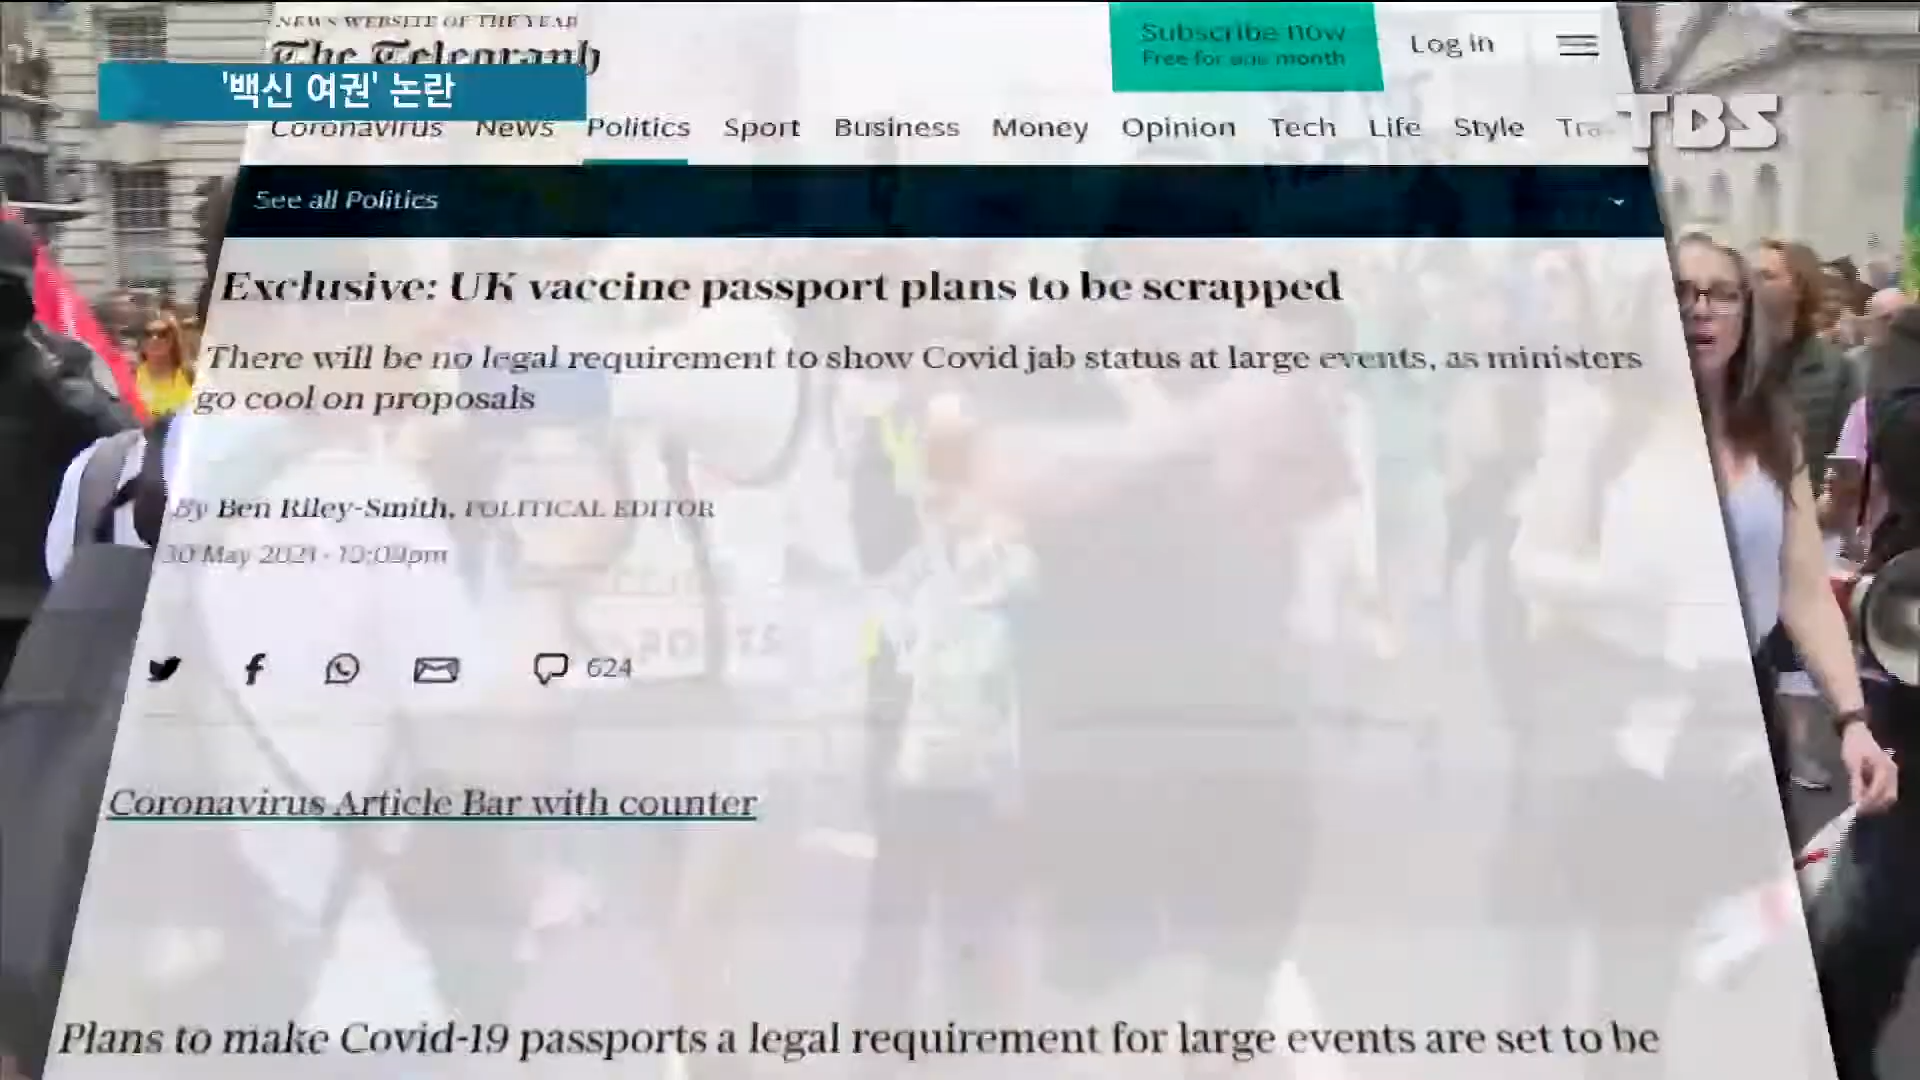 NEWS WEBSITE OF THE YEAR
The Telegraph
Subscribe now
Free for one month
Log in
'백신 여권' 논란
TBS
Coronavirus News Politics Sport Business Money Opinion Tech Life Style
See all Politics
Exclusive: UK vaccine passport plans to be scrapped
There will be no legal requirement to show Covid jab status at large events, as ministers
go cool on proposals
By Ben Riley-Smith, POLITICAL EDITOR
30 May 2021
624
Coronavirus Article Bar with counter
Plans to make Covid-19 passports a legal requirement for large events are set to be